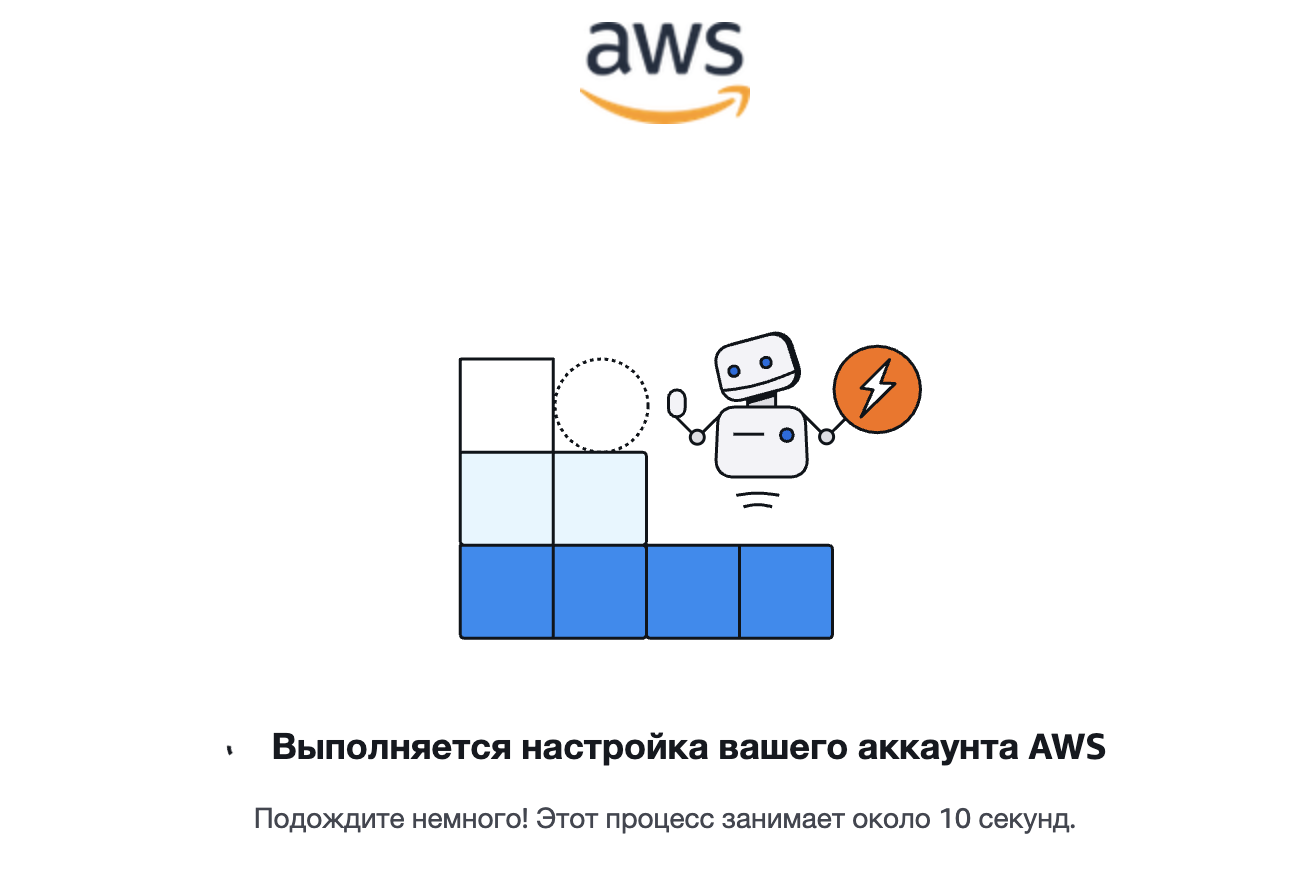 aws
Выполняется настройка вашего аккаунта AWS
Подождите немного! Этот процесс занимает около 10 секунд.